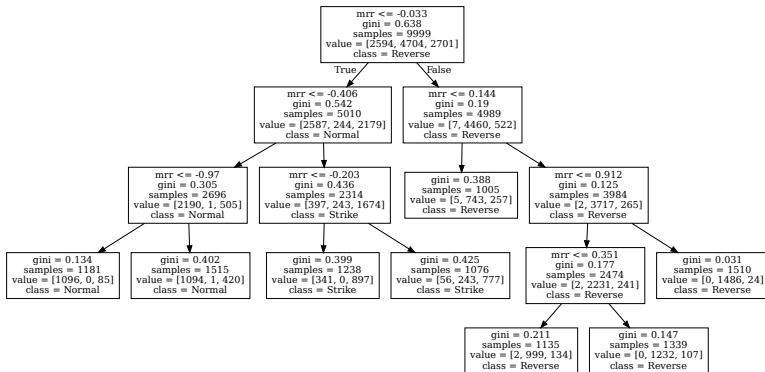 mrr <= -0.033
gini = 0.638
samples = 9999
value = [2594, 4704, 2701]
class = Reverse
True
False
mrr <= -0.406
gini = 0.542
samples = 5010
value = [2587, 244, 2179]
class = Normal
mrr <= 0.144
gini = 0.19
samples = 4989
value = [7, 4460, 522]
class = Reverse
mrr <= -0.97
gini = 0.305
samples = 2696
value = [2190, 1, 505]
class = Normal
mrr <= -0.203
gini = 0.436
samples = 2314
value = [397, 243, 1674]
class = Strike
gini = 0.388
samples = 1005
value = [5, 743, 257]
class = Reverse
mrr <= 0.912
gini = 0.125
samples = 3984
value = [2, 3717, 265]
class = Reverse
gini = 0.134
samples = 1181
value = [1096, 0, 85]
class = Normal
gini = 0.402
samples = 1515
value = [1094, 1, 420]
class = Normal
gini = 0.399
samples = 1238
value = [341, 0, 897]
class = Strike
gini = 0.425
samples = 1076
value = [56, 243, 777]
class = Strike
mrr <= 0.351
gini = 0.177
samples = 2474
value = [2, 2231, 241]
class = Reverse
gini = 0.031
samples = 1510
value = [0, 1486, 24]
class = Reverse
gini = 0.211
samples = 1135
value = [2, 999, 134]
class = Reverse
gini = 0.147
samples = 1339
value = [0, 1232, 107]
class = Reverse